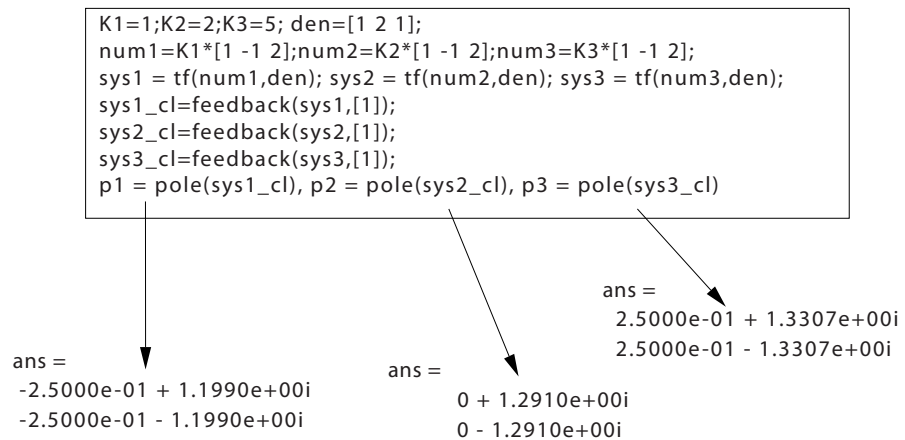 K1=1;K2=2;K3=5; den=[1 2 1];
num1=K1*[1 -1 2];num2=K2*[1 -1 2];num3=K3*[1 -1 2];
sys1 = tf(num1,den); sys2 = tf(num2,den); sys3 = tf(num3,den);
sys1_cl=feedback(sys1,[1]);
sys2_cl=feedback(sys2,[1]);
sys3_cl=feedback(sys3,[1]);
p1 = pole(sys1_cl), p2 = pole(sys2_cl), p3 = pole(sys3_cl)
ans =
-2.5000e-01 + 1.1990e+00i
-2.5000e-01 - 1.1990e+00i
ans =
0 + 1.2910e+00i
0 - 1.2910e+00i
ans =
2.5000e-01 + 1.3307e+00i
2.5000e-01 - 1.3307e+00i